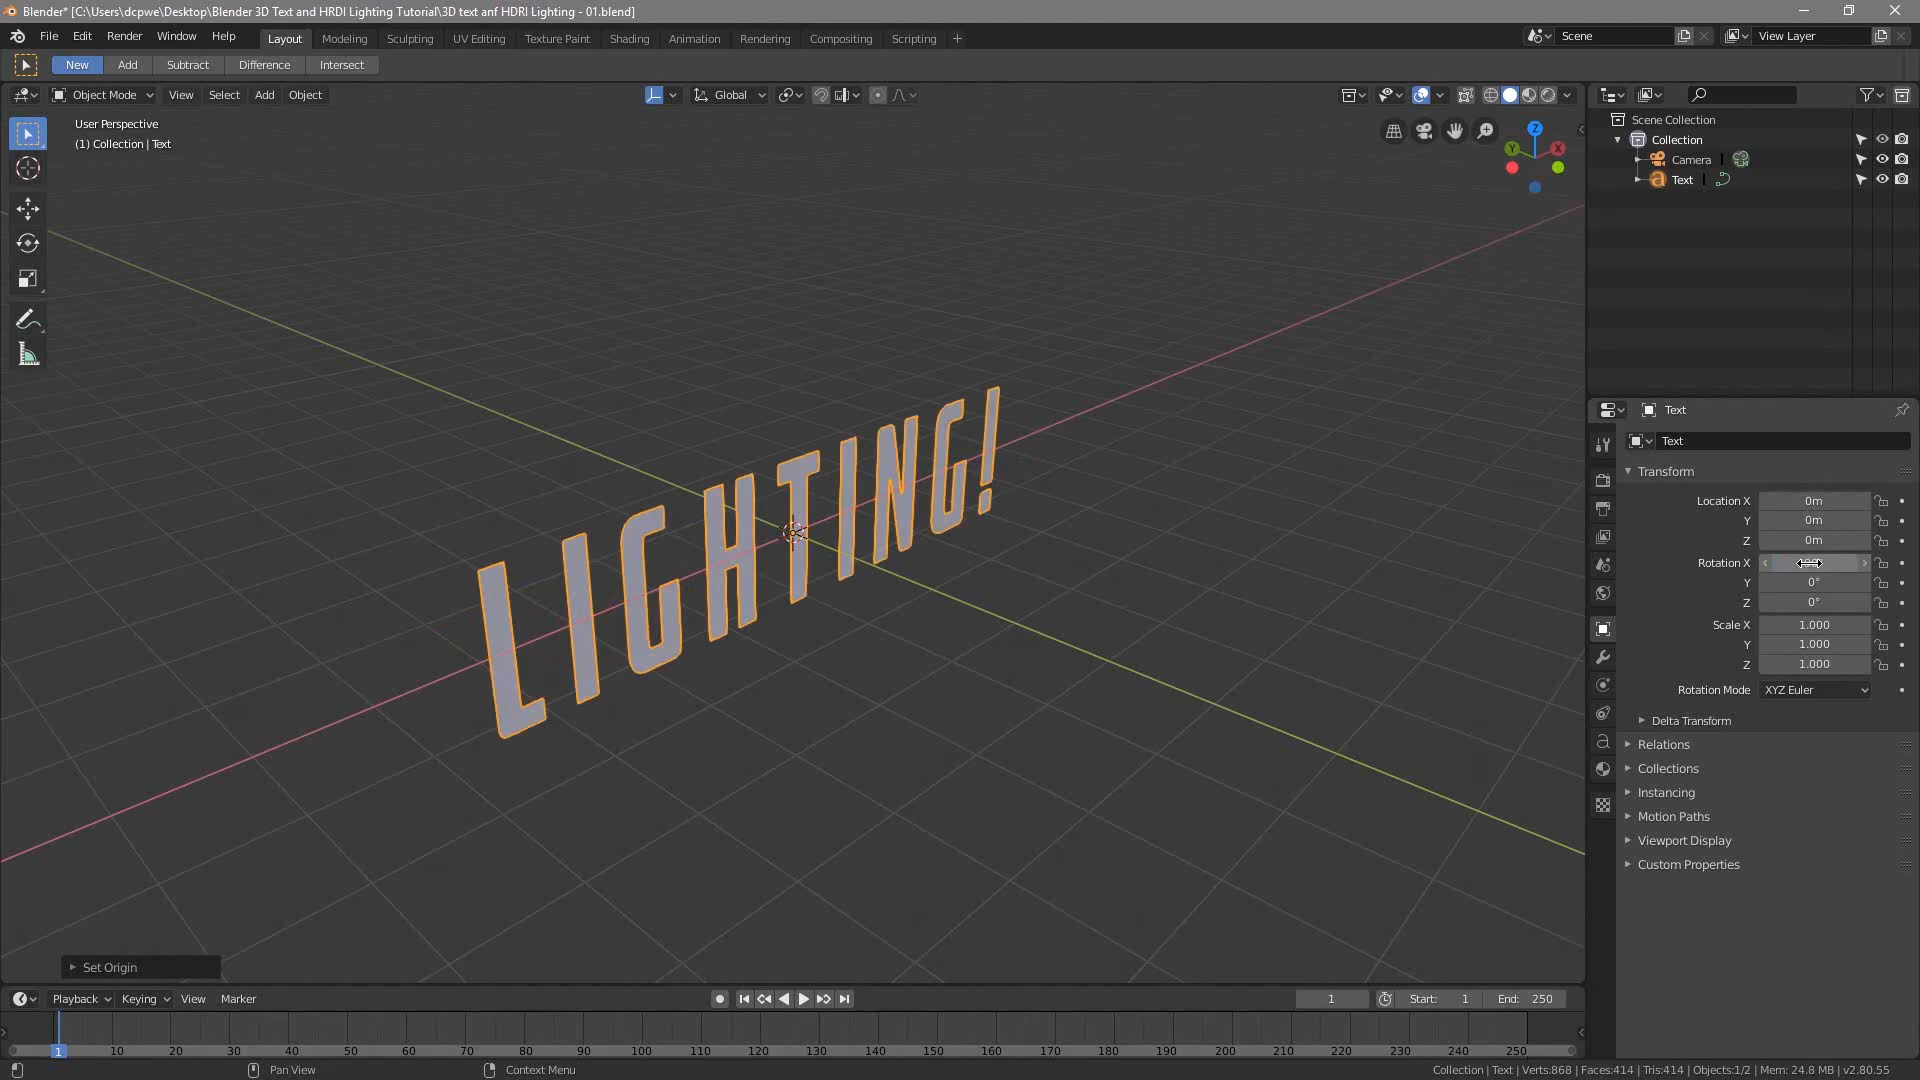 Blender* [C:\Users\dcpwe\Desktop\Blender 3D Text and HRDI Lighting Tutorial\3D text anf HDRI Lighting - 01.blend]
File Edit Render Window Help Layout Modeling Sculpting UV Editing Texture Paint Shading Animation Rendering Compositing Scripting + Scene View Layer
New Add Subtract Difference Intersect
Object Mode View Select Add Object Global
User Perspective
(1) Collection | Text
Z
Y X
LIGHTING!
Set Origin
Scene Collection
Collection
Camera
Text
Text
Text
Transform
Location X 0m
Y 0m
Z 0m
Rotation X
Y 0°
Z 0°
Scale X 1.000
Y 1.000
Z 1.000
Rotation Mode XYZ Euler
Delta Transform
Relations
Collections
Instancing
Motion Paths
Viewport Display
Custom Properties
Playback Keying View Marker 1 Start: 1 End: 250
1 10 20 30 40 50 60 70 80 90 100 110 120 130 140 150 160 170 180 190 200 210 220 230 240 250
Pan View Context Menu Collection | Text | Verts:868 | Faces:414 | Tris:414 | Objects:1/2 | Mem: 24.8 MB | v2.80.55